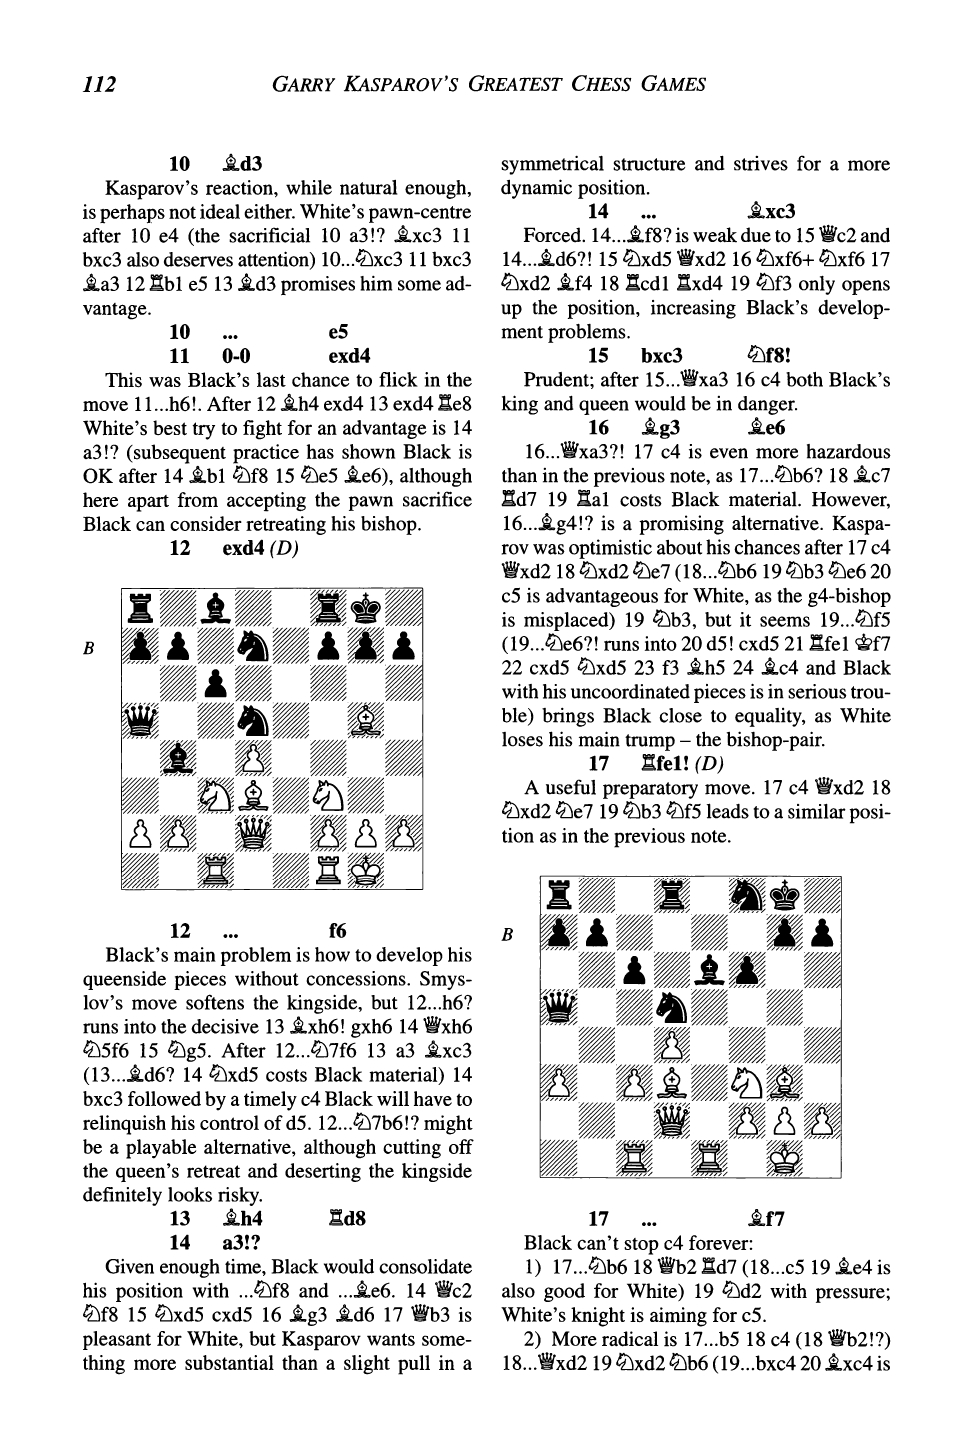 112
GARRY KASPAROV'S GREATEST CHESS GAMES
10 ♗d3
Kasparov's reaction, while natural enough,
is perhaps not ideal either. White's pawn-centre
after 10 e4 (the sacrificial 10 a3!? ♗xc3 11
bxc3 also deserves attention) 10...♘xc3 11 bxc3
♗a3 12 ♖b1 e5 13 ♗d3 promises him some ad-
vantage.
10 ... e5
11 0-0 exd4
This was Black's last chance to flick in the
move 11...h6!. After 12 ♗h4 exd4 13 exd4 ♖e8
White's best try to fight for an advantage is 14
a3!? (subsequent practice has shown Black is
OK after 14 ♗b1 ♘f8 15 ♘e5 ♗e6), although
here apart from accepting the pawn sacrifice
Black can consider retreating his bishop.
12 exd4 (D)
B
12 ... f6
Black's main problem is how to develop his
queenside pieces without concessions. Smys-
lov's move softens the kingside, but 12...h6?
runs into the decisive 13 ♗xh6! gxh6 14 ♕xh6
♘5f6 15 ♘g5. After 12...♘7f6 13 a3 ♗xc3
(13...♗d6? 14 ♘xd5 costs Black material) 14
bxc3 followed by a timely c4 Black will have to
relinquish his control of d5. 12...♘7b6!? might
be a playable alternative, although cutting off
the queen's retreat and deserting the kingside
definitely looks risky.
13 ♗h4 ♖d8
14 a3!?
Given enough time, Black would consolidate
his position with ...♘f8 and ...♗e6. 14 ♕c2
♘f8 15 ♘xd5 cxd5 16 ♗g3 ♗d6 17 ♕b3 is
pleasant for White, but Kasparov wants some-
thing more substantial than a slight pull in a
symmetrical structure and strives for a more
dynamic position.
14 ... ♗xc3
Forced. 14...♗f8? is weak due to 15 ♕c2 and
14...♗d6?! 15 ♘xd5 ♕xd2 16 ♘xf6+ ♘xf6 17
♘xd2 ♗f4 18 ♖cd1 ♖xd4 19 ♘f3 only opens
up the position, increasing Black's develop-
ment problems.
15 bxc3 ♘f8!
Prudent; after 15...♕xa3 16 c4 both Black's
king and queen would be in danger.
16 ♗g3 ♗e6
16...♕xa3?! 17 c4 is even more hazardous
than in the previous note, as 17...♘b6? 18 ♗c7
♖d7 19 ♖a1 costs Black material. However,
16...♗g4!? is a promising alternative. Kaspa-
rov was optimistic about his chances after 17 c4
♕xd2 18 ♘xd2 ♘e7 (18...♘b6 19 ♘b3 ♘e6 20
c5 is advantageous for White, as the g4-bishop
is misplaced) 19 ♘b3, but it seems 19...♘f5
(19...♘e6?! runs into 20 d5! cxd5 21 ♖fe1 ♔f7
22 cxd5 ♘xd5 23 f3 ♗h5 24 ♗c4 and Black
with his uncoordinated pieces is in serious trou-
ble) brings Black close to equality, as White
loses his main trump – the bishop-pair.
17 ♖fe1! (D)
A useful preparatory move. 17 c4 ♕xd2 18
♘xd2 ♘e7 19 ♘b3 ♘f5 leads to a similar posi-
tion as in the previous note.
B
17 ... ♗f7
Black can't stop c4 forever:
1) 17...♘b6 18 ♕b2 ♖d7 (18...c5 19 ♗e4 is
also good for White) 19 ♘d2 with pressure;
White's knight is aiming for c5.
2) More radical is 17...b5 18 c4 (18 ♕b2!?)
18...♕xd2 19 ♘xd2 ♘b6 (19...bxc4 20 ♗xc4 is